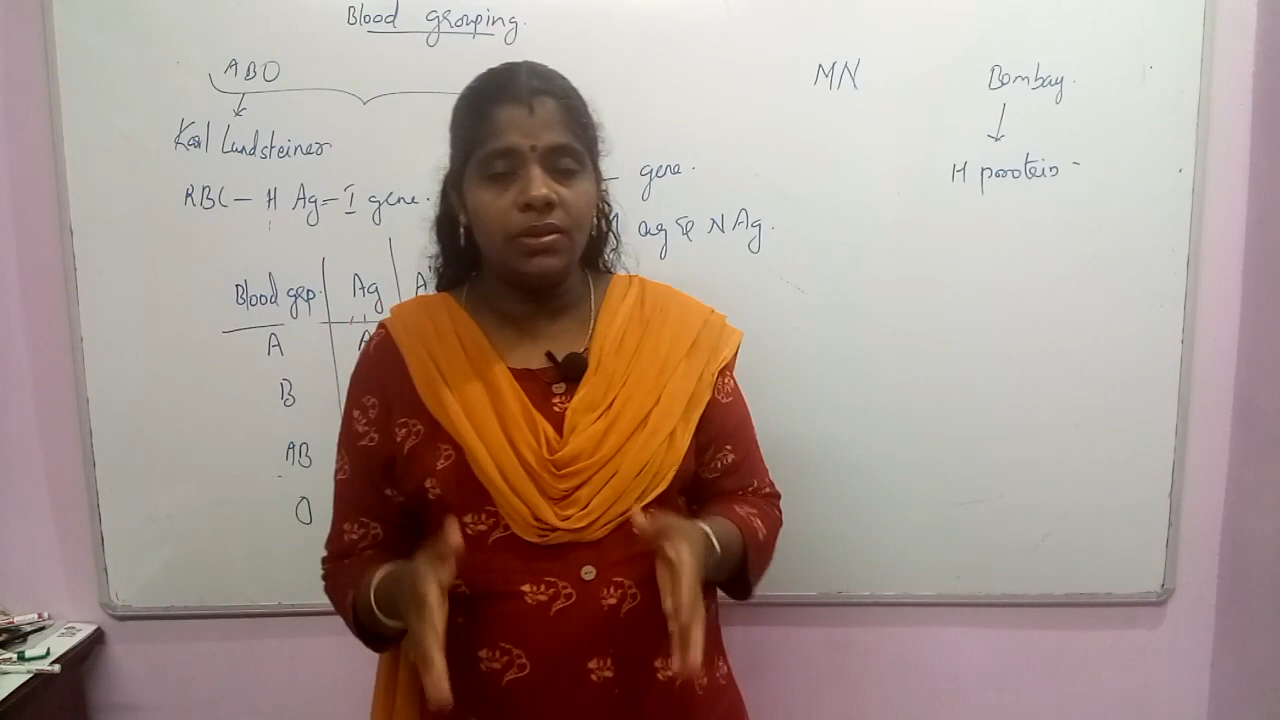 Blood grouping.
ABO
MN
Bombay.
Karl Landsteiner
gene.
H protein
RBC - H Ag - I gene.
ag & N Ag.
Blood grp. Ag
A
B
AB
O